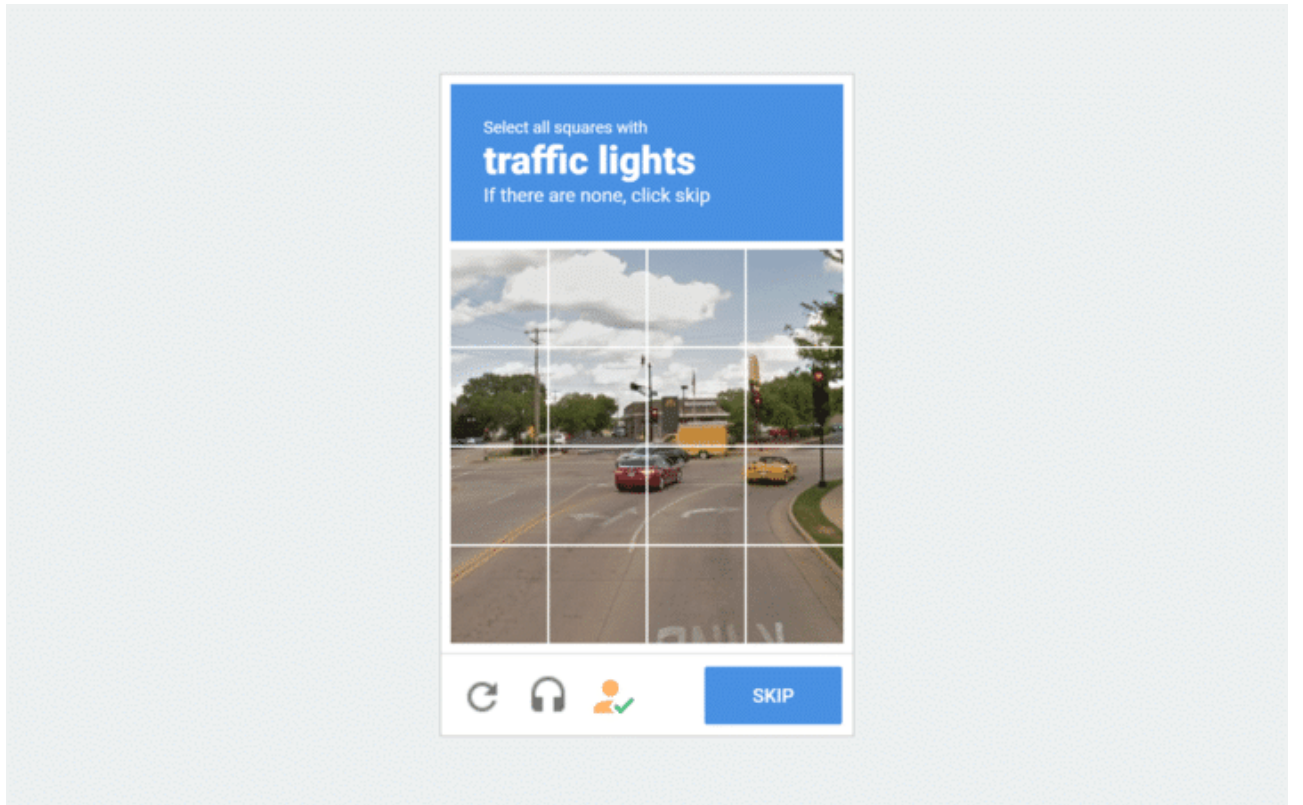 Select all squares with
traffic lights
If there are none, click skip
SKIP